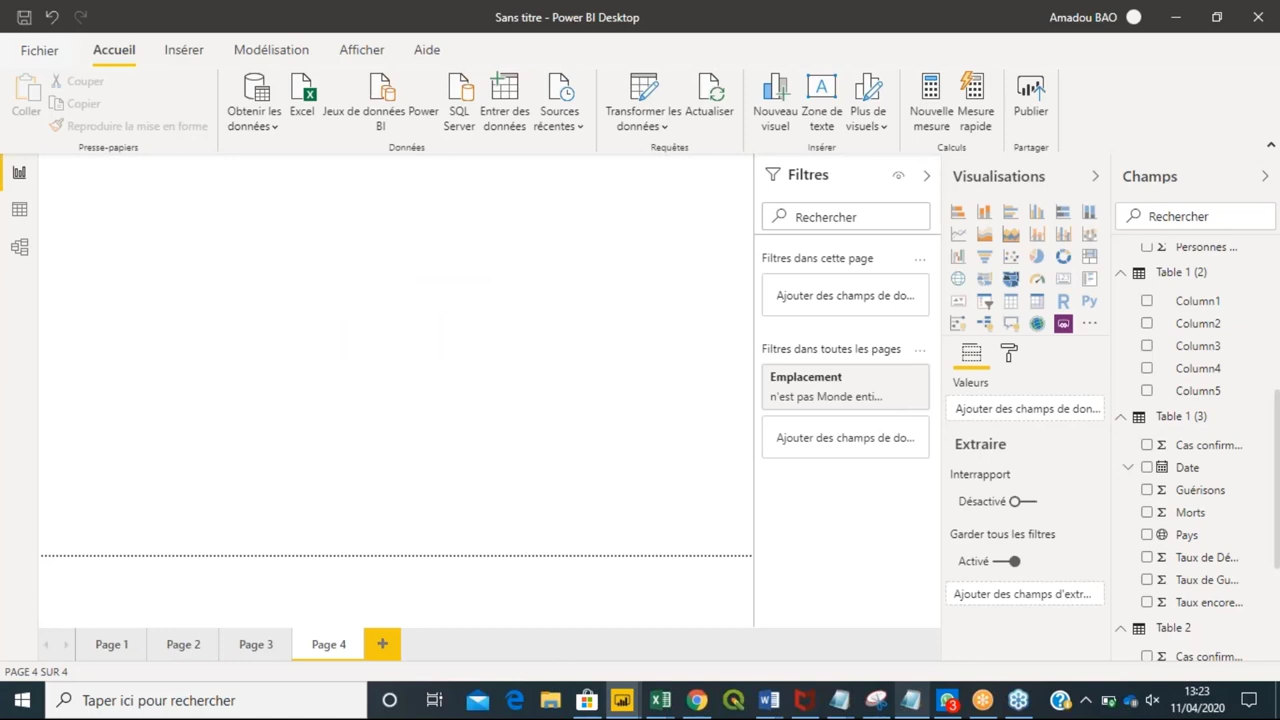 Sans titre - Power BI Desktop
Amadou BAO
Fichier
Accueil
Insérer
Modélisation
Afficher
Aide
Coller
Couper
Copier
Reproduire la mise en forme
Presse-papiers
Obtenir les
données
Excel
Jeux de données Power
BI
SQL
Server
Entrer des
données
Sources
récentes
Données
Transformer les
données
Actualiser
Requêtes
Nouveau
visuel
A
Zone de
texte
Plus de
visuels
Insérer
Nouvelle
mesure
Mesure
rapide
Calculs
Publier
Partager
Filtres
Rechercher
Filtres dans cette page
...
Ajouter des champs de do...
Filtres dans toutes les pages
...
Emplacement
n'est pas Monde enti...
Ajouter des champs de do...
Visualisations
R
Py
...
Valeurs
Ajouter des champs de don...
Extraire
Interrapport
Désactivé
Garder tous les filtres
Activé
Ajouter des champs d'extr...
Champs
Rechercher
Σ Personnes ...
Table 1 (2)
Column1
Column2
Column3
Column4
Column5
Table 1 (3)
Σ Cas confirm...
Date
Σ Guérisons
Σ Morts
Pays
Σ Taux de Dé...
Σ Taux de Gu...
Σ Taux encore...
Table 2
Σ Cas confirm...
Page 1
Page 2
Page 3
Page 4
+
PAGE 4 SUR 4
Taper ici pour rechercher
3
13:23
11/04/2020